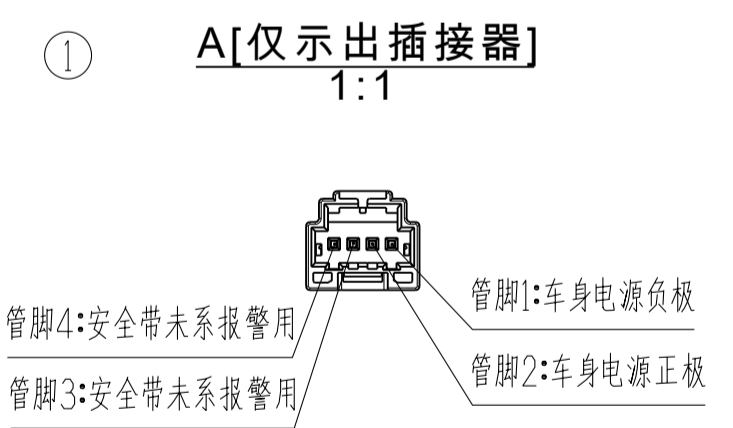 ①
A[仅示出插接器]
1:1
管脚1:车身电源负极
管脚4:安全带未系报警用
管脚2:车身电源正极
管脚3:安全带未系报警用